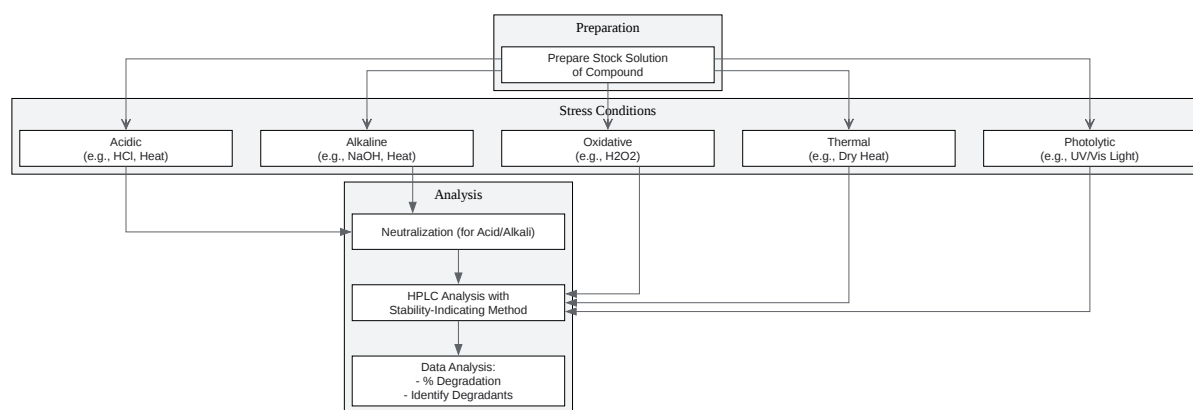 Preparation
Prepare Stock Solution
of Compound
Stress Conditions
Acidic
(e.g., HCl, Heat)
Alkaline
(e.g., NaOH, Heat)
Oxidative
(e.g., H2O2)
Thermal
(e.g., Dry Heat)
Photolytic
(e.g., UV/Vis Light)
Analysis
Neutralization (for Acid/Alkali)
HPLC Analysis with
Stability-Indicating Method
Data Analysis:
- % Degradation
- Identify Degradants